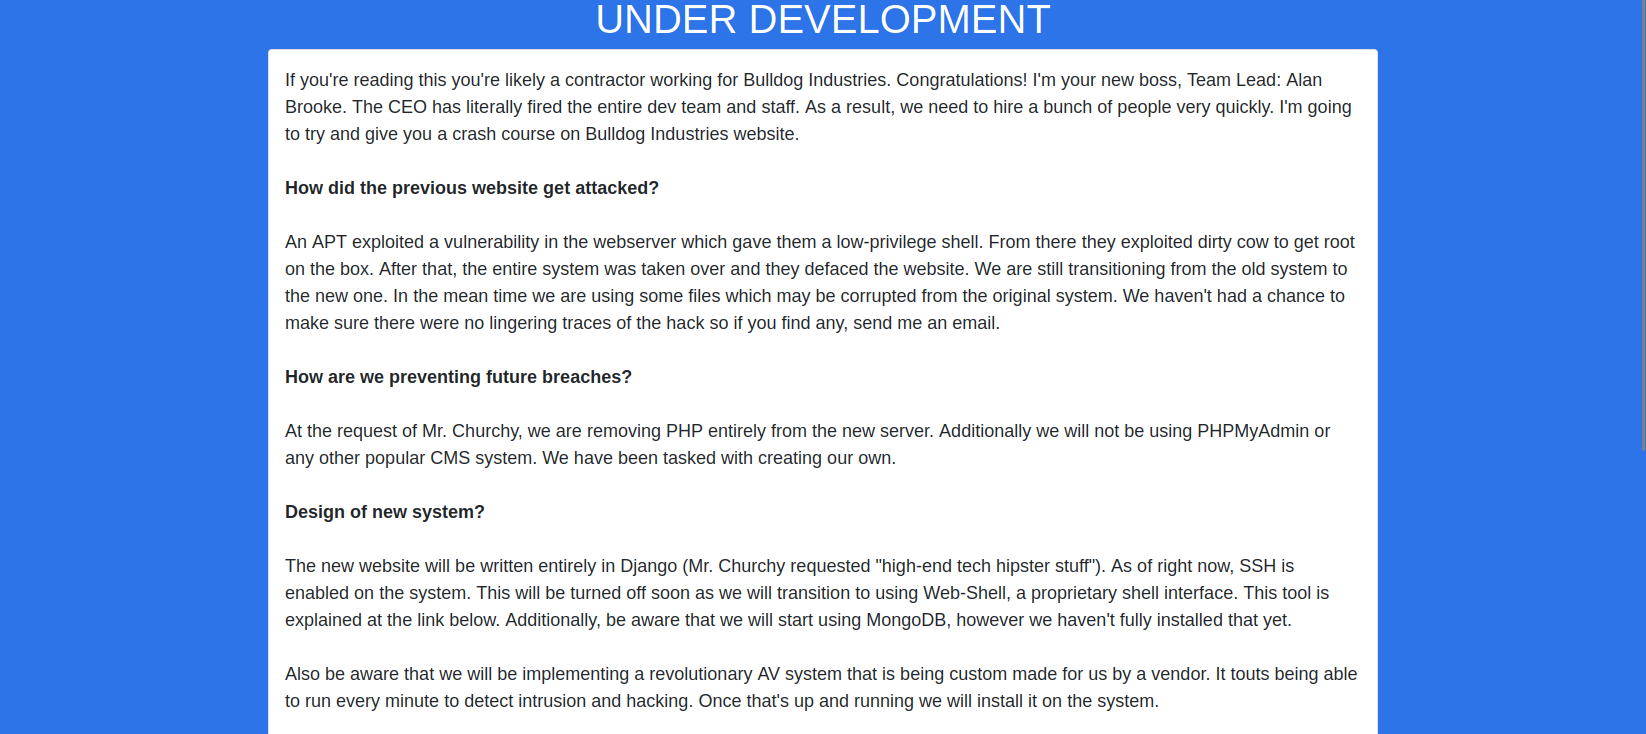 UNDER DEVELOPMENT
If you're reading this you're likely a contractor working for Bulldog Industries. Congratulations! I'm your new boss, Team Lead: Alan
Brooke. The CEO has literally fired the entire dev team and staff. As a result, we need to hire a bunch of people very quickly. I'm going
to try and give you a crash course on Bulldog Industries website.
How did the previous website get attacked?
An APT exploited a vulnerability in the webserver which gave them a low-privilege shell. From there they exploited dirty cow to get root
on the box. After that, the entire system was taken over and they defaced the website. We are still transitioning from the old system to
the new one. In the mean time we are using some files which may be corrupted from the original system. We haven't had a chance to
make sure there were no lingering traces of the hack so if you find any, send me an email.
How are we preventing future breaches?
At the request of Mr. Churchy, we are removing PHP entirely from the new server. Additionally we will not be using PHPMyAdmin or
any other popular CMS system. We have been tasked with creating our own.
Design of new system?
The new website will be written entirely in Django (Mr. Churchy requested "high-end tech hipster stuff"). As of right now, SSH is
enabled on the system. This will be turned off soon as we will transition to using Web-Shell, a proprietary shell interface. This tool is
explained at the link below. Additionally, be aware that we will start using MongoDB, however we haven't fully installed that yet.
Also be aware that we will be implementing a revolutionary AV system that is being custom made for us by a vendor. It touts being able
to run every minute to detect intrusion and hacking. Once that's up and running we will install it on the system.